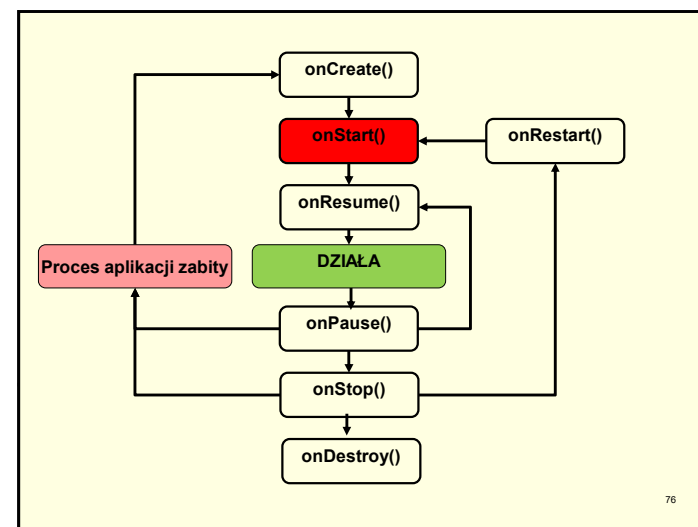 onCreate()
onStart()
onRestart()
onResume()
Proces aplikacji zabity
DZIAŁA
onPause()
onStop()
onDestroy()
76